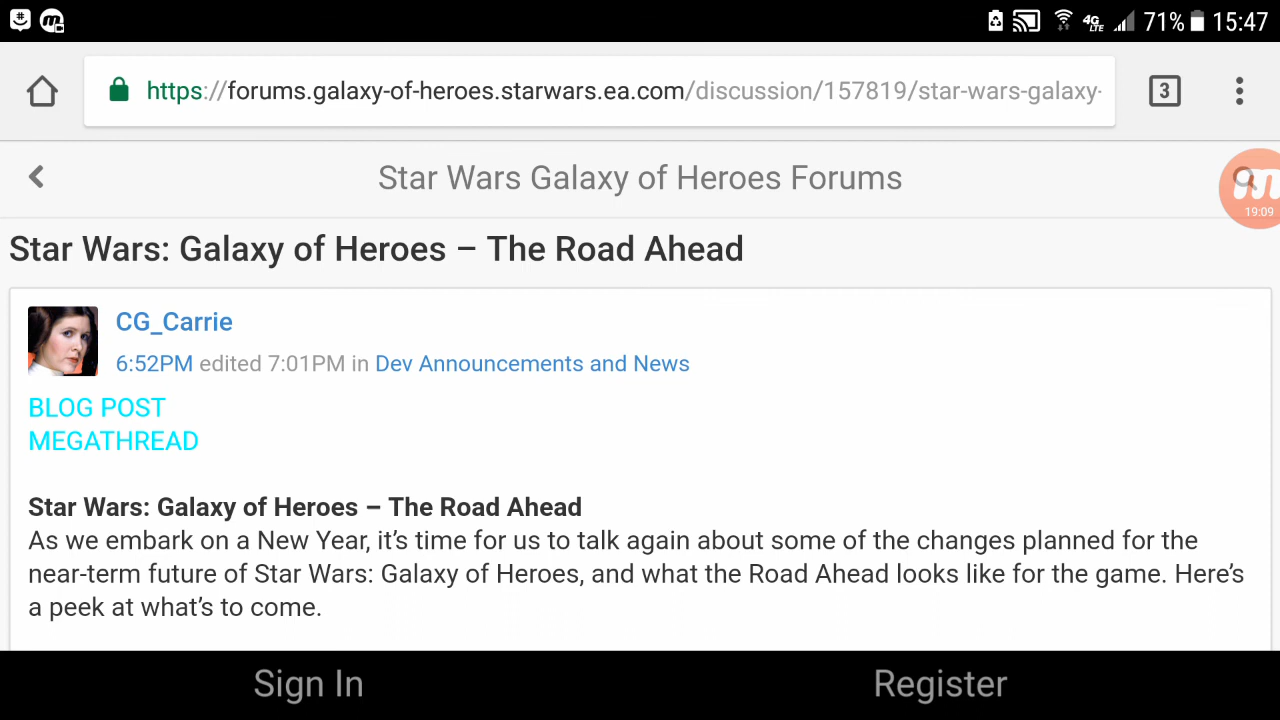 71% 15:47
https://forums.galaxy-of-heroes.starwars.ea.com/discussion/157819/star-wars-galaxy-
3
Star Wars Galaxy of Heroes Forums
19:09
Star Wars: Galaxy of Heroes – The Road Ahead
CG_Carrie
6:52PM edited 7:01PM in Dev Announcements and News
BLOG POST
MEGATHREAD
Star Wars: Galaxy of Heroes – The Road Ahead
As we embark on a New Year, it’s time for us to talk again about some of the changes planned for the
near-term future of Star Wars: Galaxy of Heroes, and what the Road Ahead looks like for the game. Here’s
a peek at what’s to come.
Sign In
Register